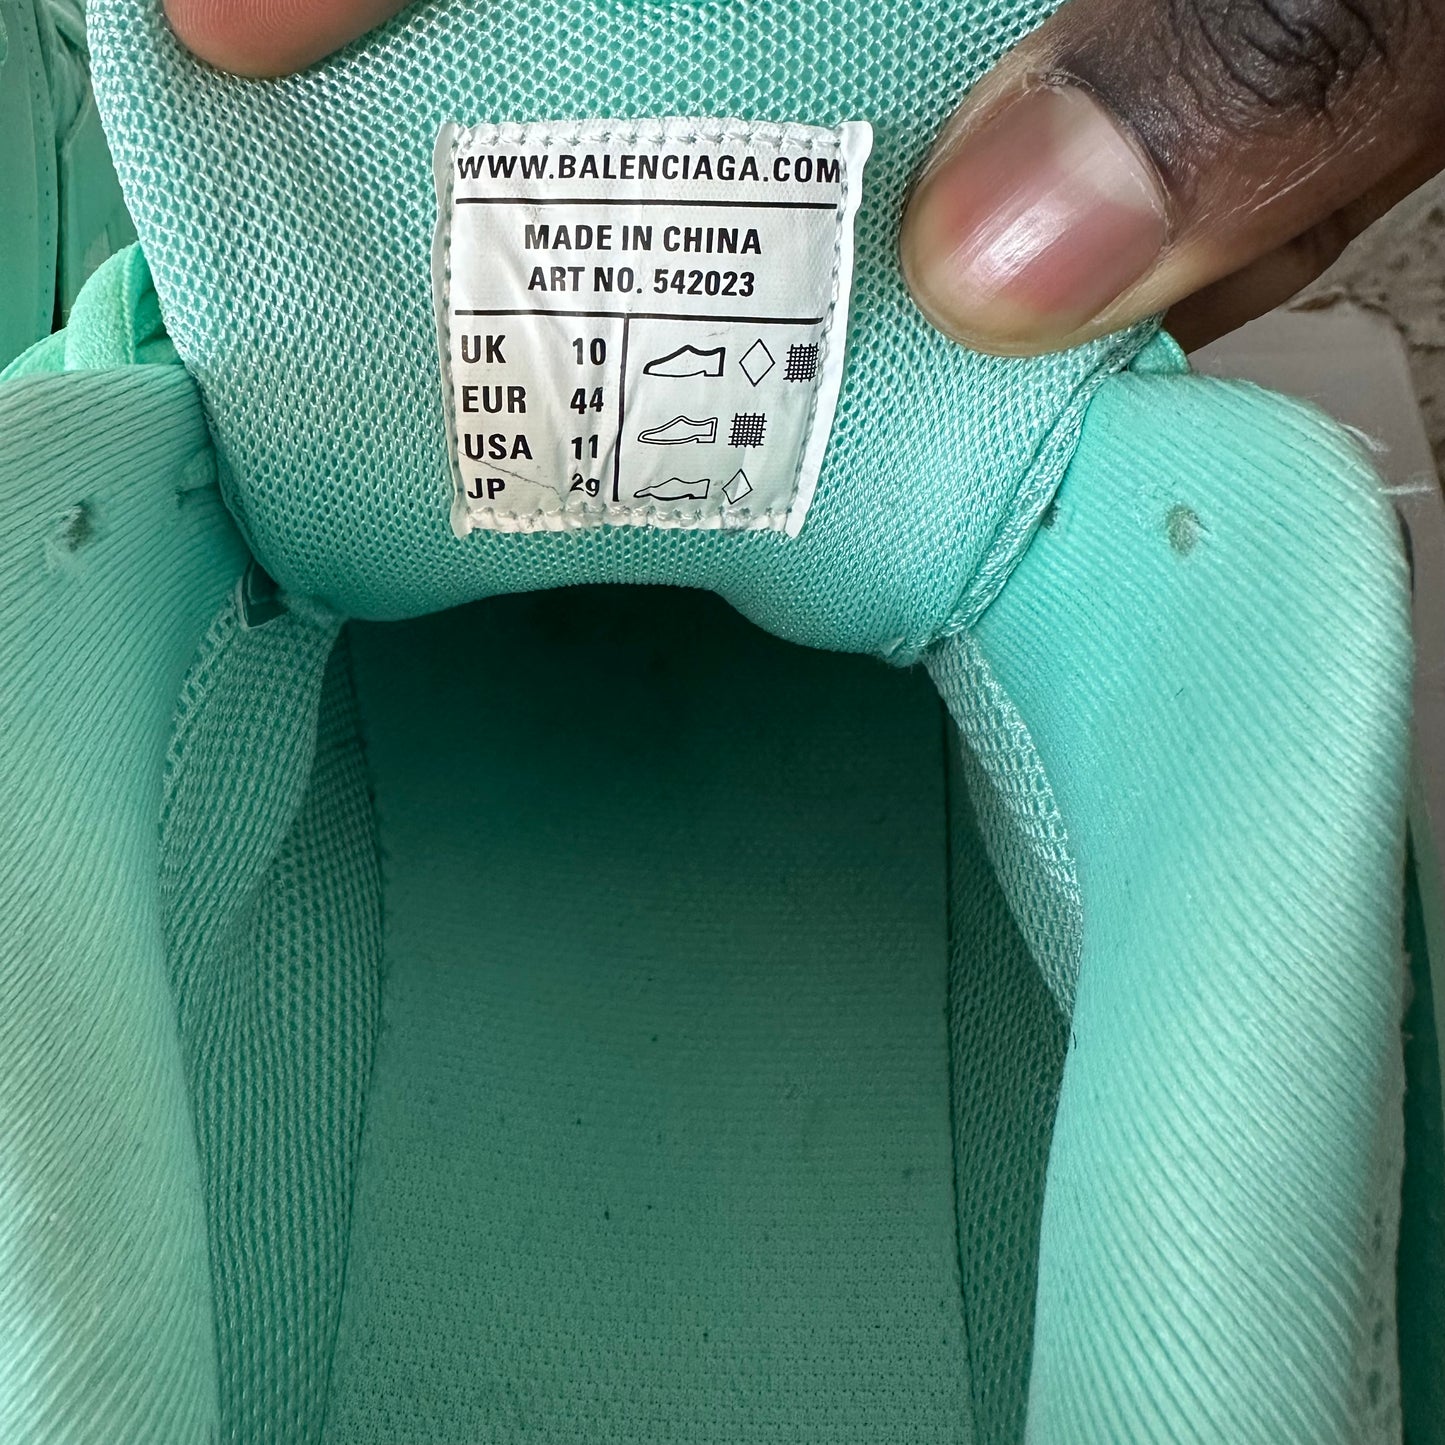 WWW.BALENCIAGA.COM
MADE IN CHINA
ART NO. 542023
UK 10
EUR 44
USA 11
JP 29